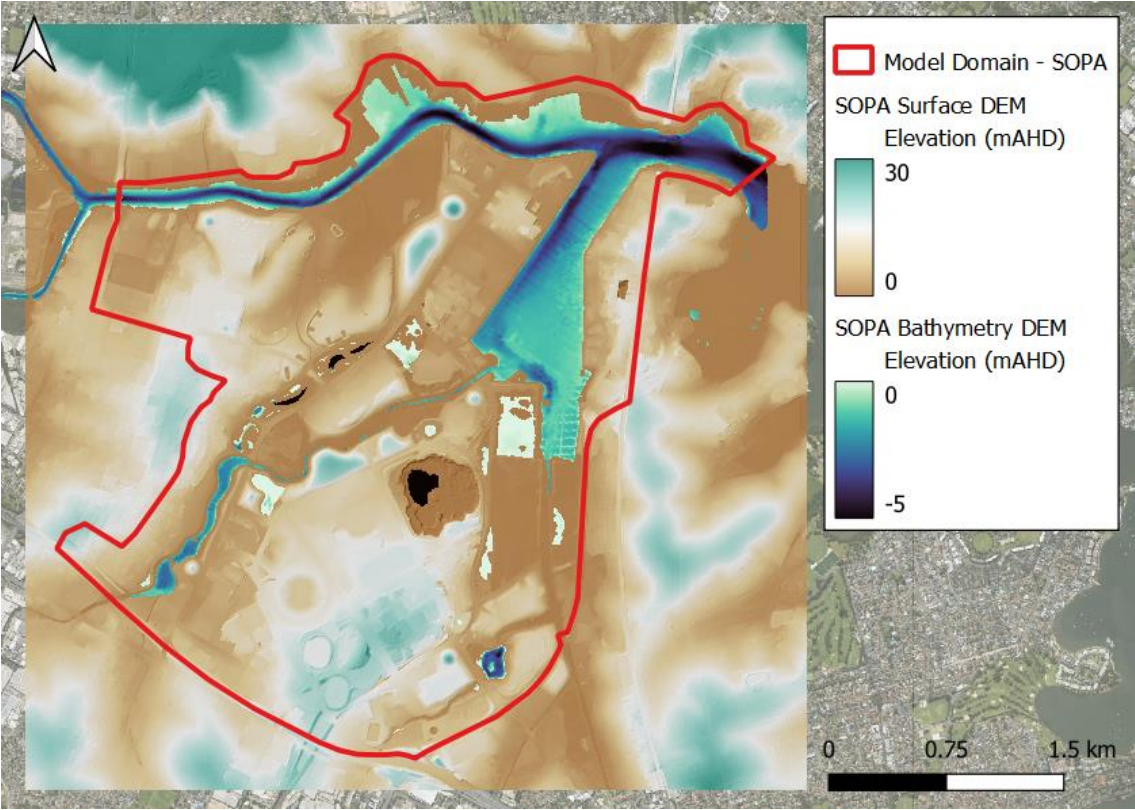 Model Domain - SOPA
SOPA Surface DEM
Elevation (mAHD)
30
0
SOPA Bathymetry DEM
Elevation (mAHD)
0
-5
0 0.75 1.5 km